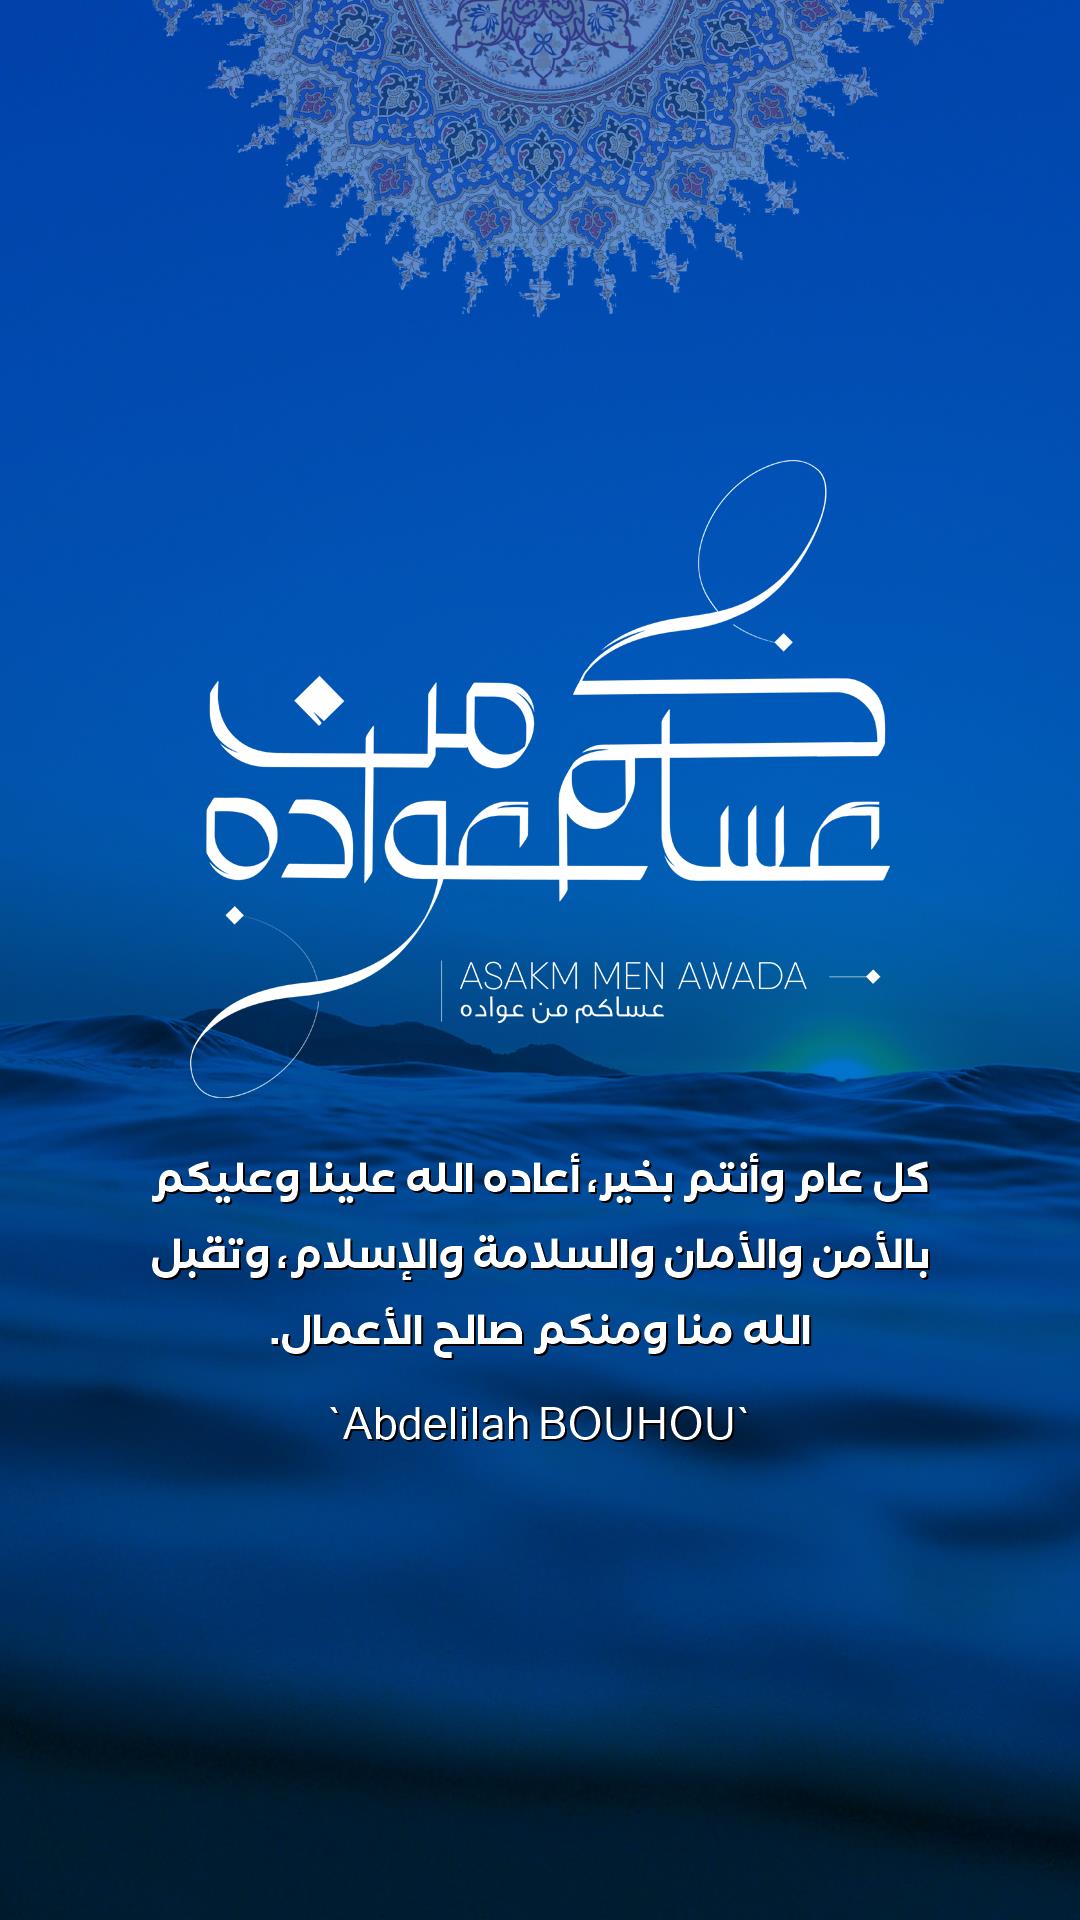 عساكم من عواده
ASAKM MEN AWADA
عساكم من عواده
كل عام وأنتم بخير، أعاده الله علينا وعليكم
بالأمن والأمان والسلامة والإسلام، وتقبل
الله منا ومنكم صالح الأعمال.
`Abdelilah BOUHOU`